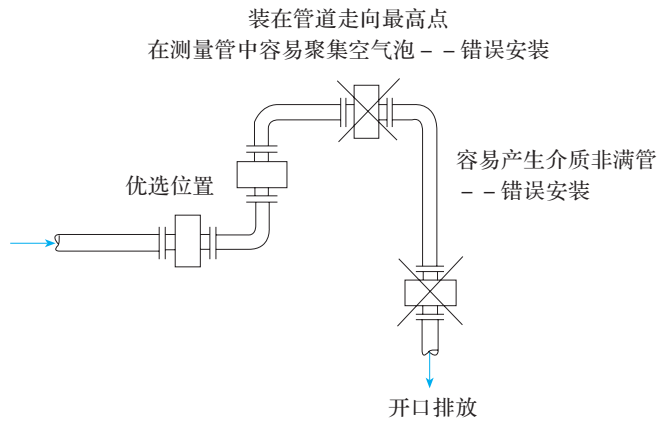 装在管道走向最高点
在测量管中容易聚集空气泡－－错误安装
容易产生介质非满管
－－错误安装
优选位置
开口排放